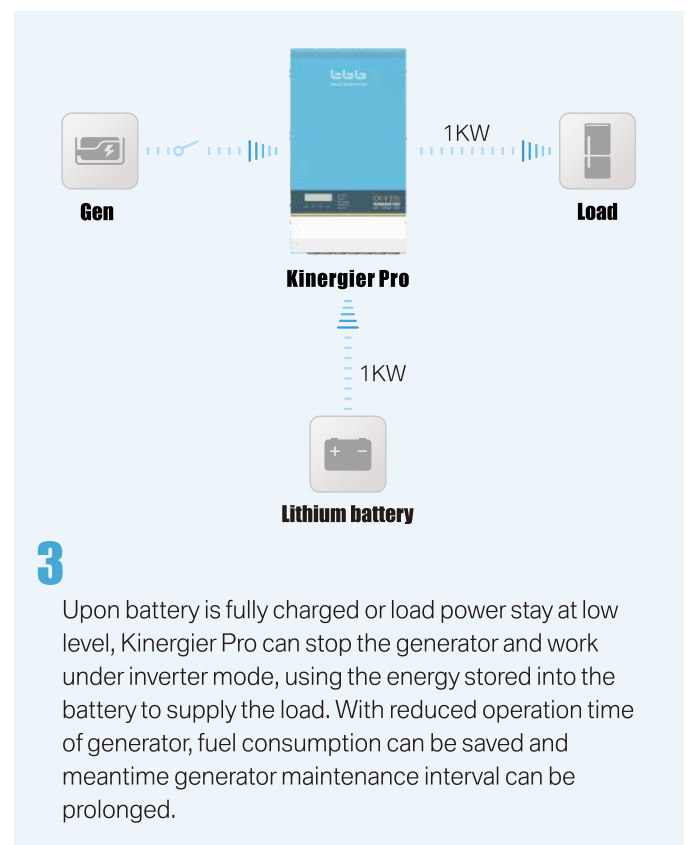 tbb
1KW
Gen
Load
Kinergier Pro
1KW
+ −
Lithium battery
3
Upon battery is fully charged or load power stay at low
level, Kinergier Pro can stop the generator and work
under inverter mode, using the energy stored into the
battery to supply the load. With reduced operation time
of generator, fuel consumption can be saved and
meantime generator maintenance interval can be
prolonged.